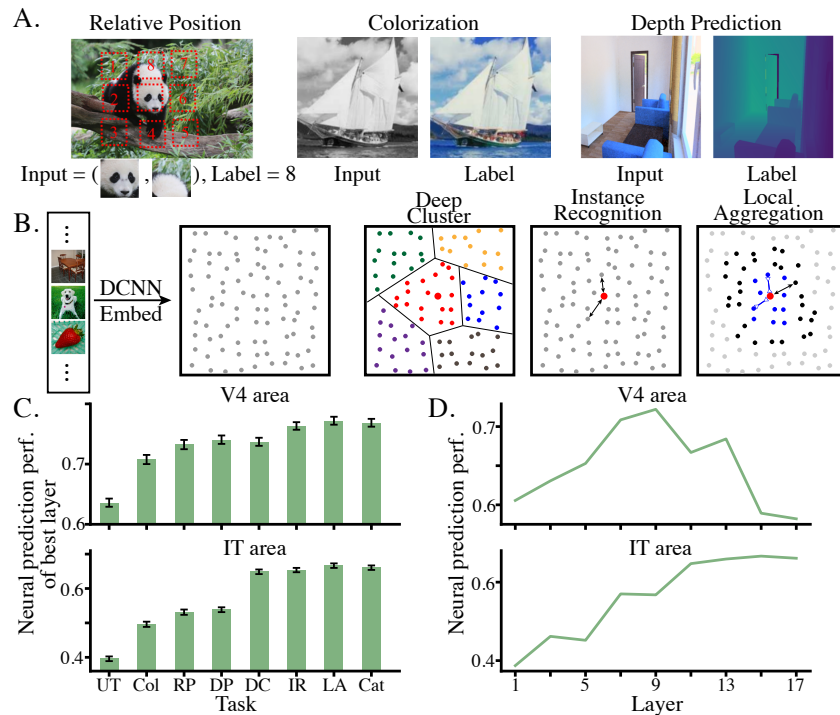 A.
Relative Position
Colorization
Depth Prediction
1 8 7
2 6
3 4 5
Input = ( , ), Label = 8
Input
Label
Input
Label
B.
DCNN
Embed
Deep
Cluster
Instance
Recognition
Local
Aggregation
C.
V4 area
Neural prediction perf.
of best layer
0.7
0.6
IT area
0.6
0.4
UT Col RP DP DC IR LA Cat
Task
D.
V4 area
Neural prediction perf.
0.7
0.6
IT area
0.6
0.4
1 5 9 13 17
Layer